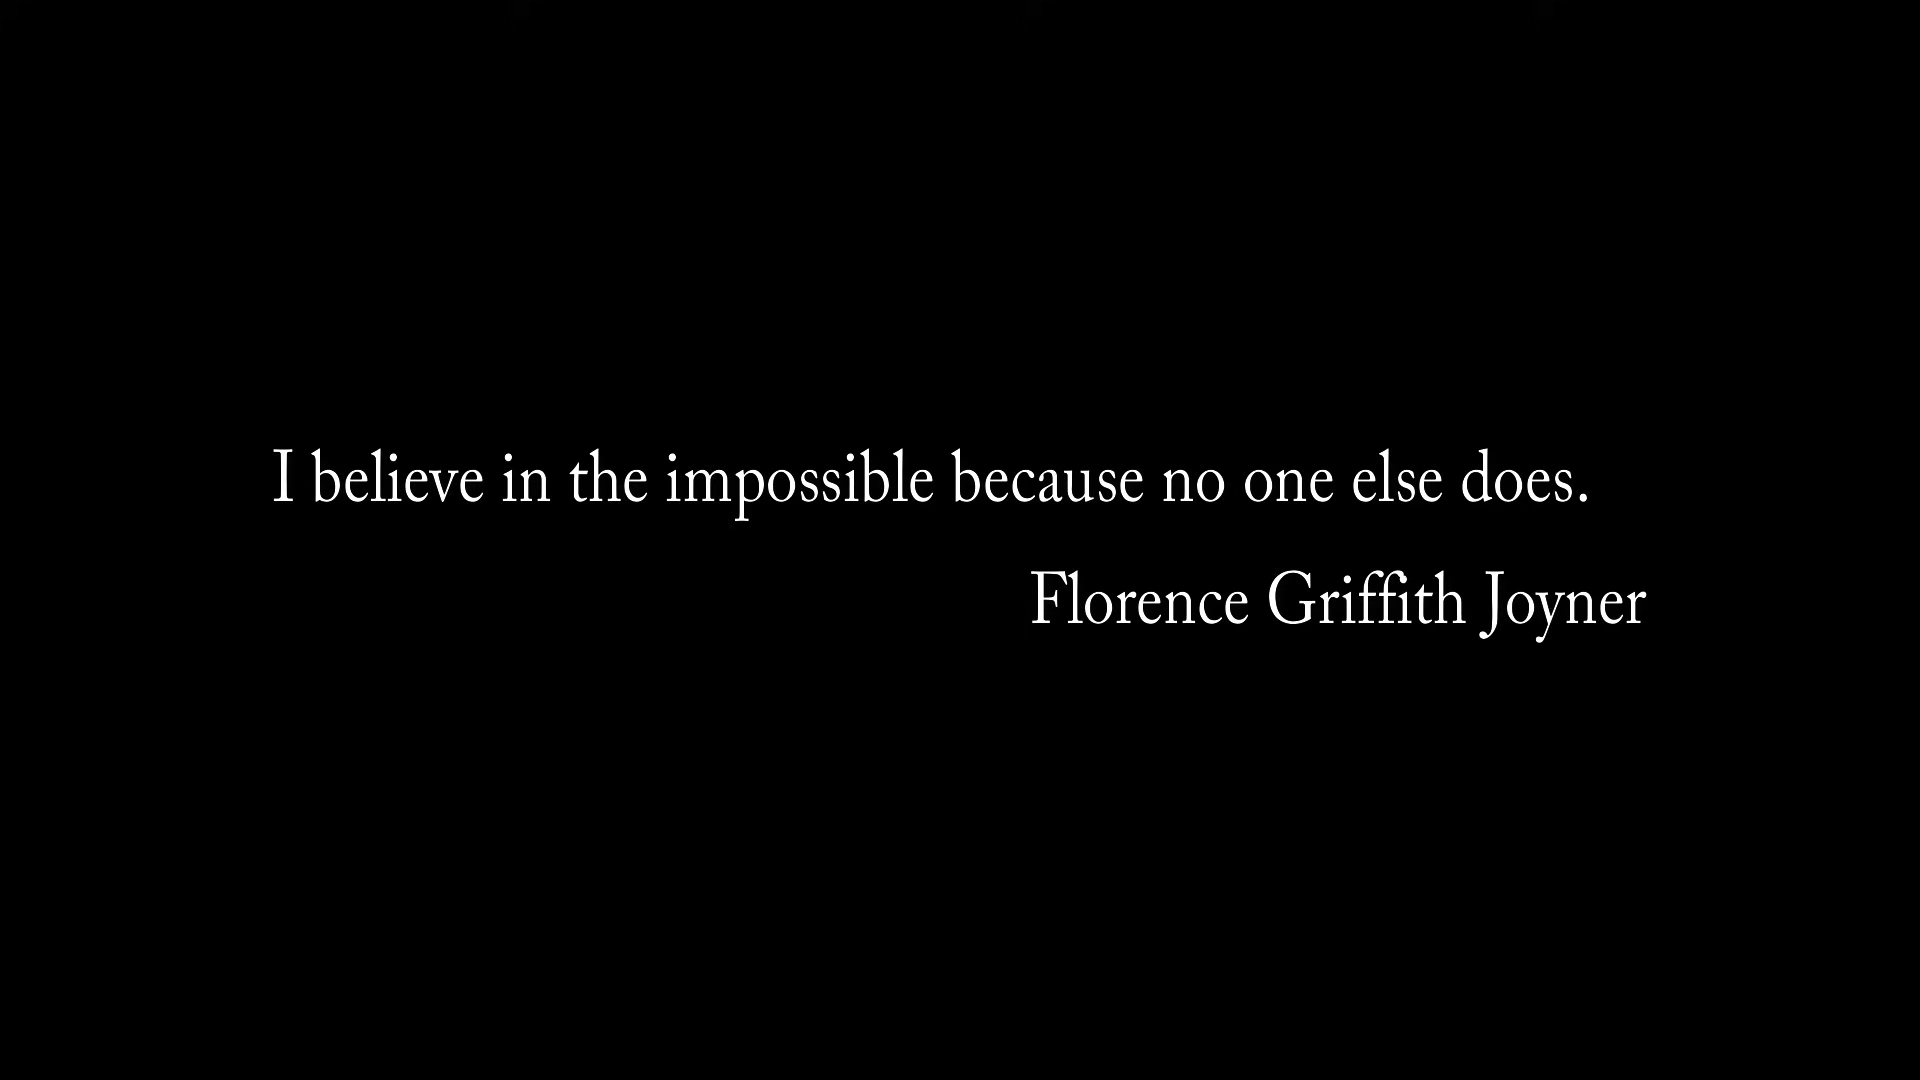 I believe in the impossible because no one else does.
Florence Griffith Joyner